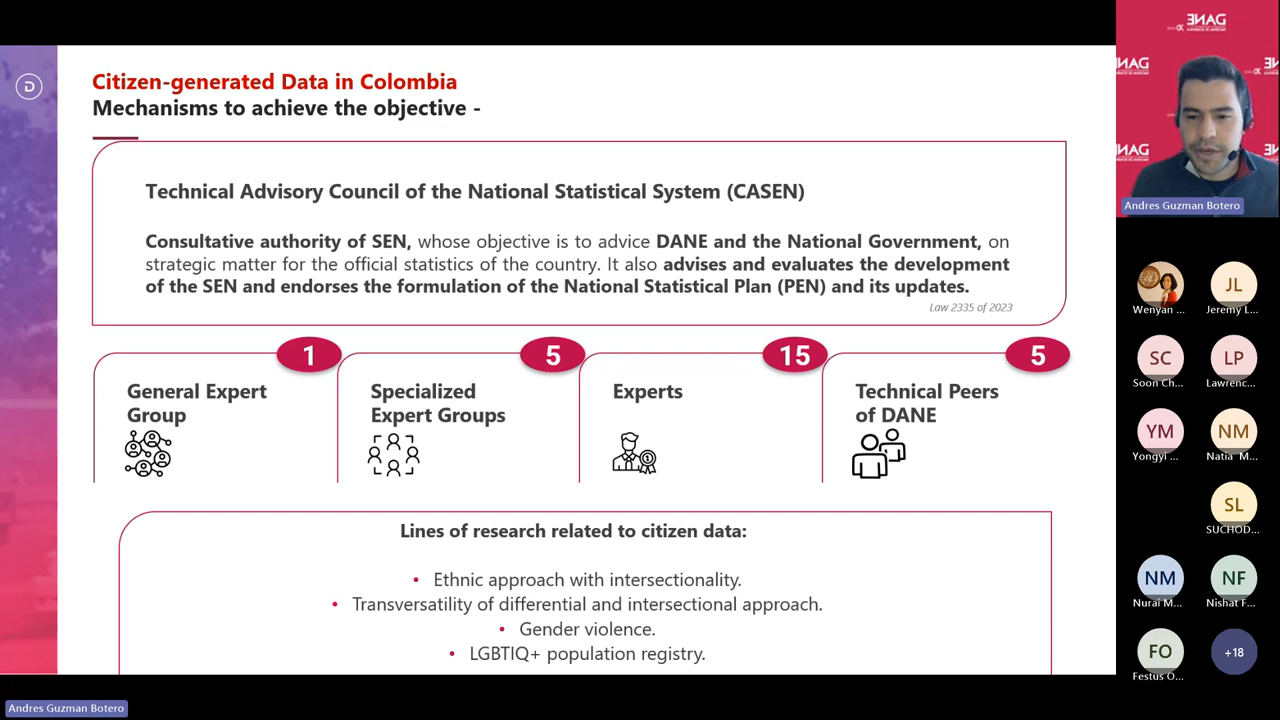 Citizen-generated Data in Colombia
Mechanisms to achieve the objective -
Technical Advisory Council of the National Statistical System (CASEN)
Consultative authority of SEN, whose objective is to advice DANE and the National Government, on
strategic matter for the official statistics of the country. It also advises and evaluates the development
of the SEN and endorses the formulation of the National Statistical Plan (PEN) and its updates.
Law 2335 of 2023
1
General Expert
Group
5
Specialized
Expert Groups
15
Experts
5
Technical Peers
of DANE
Lines of research related to citizen data:
• Ethnic approach with intersectionality.
• Transversatility of differential and intersectional approach.
• Gender violence.
• LGBTIQ+ population registry.
D
DANE
Andres Guzman Botero
Wenyan ...
JL
Jeremy L...
SC
Soon Ch...
LP
Lawrenc...
YM
Yongyi ...
NM
Natia M...
SL
SUCHOD...
NM
Nurai M...
NF
Nishat F...
FO
Festus O...
+18
Andres Guzman Botero